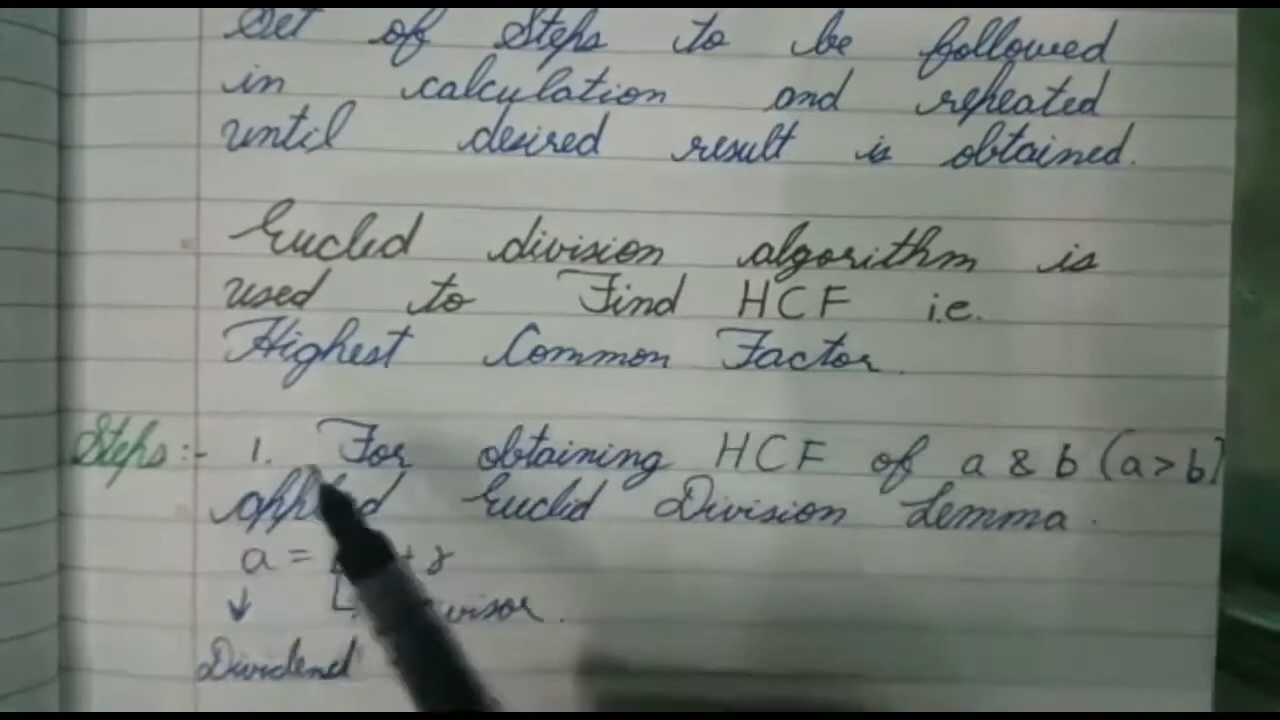 Set of Steps to be followed
in calculation and repeated
until desired result is obtained.
Euclid division algorithm is
used to Find HCF i.e.
Highest Common Factor.
Steps:- 1. For obtaining HCF of a & b (a>b)
Euclid Division Lemma.
a = + r
Dividend